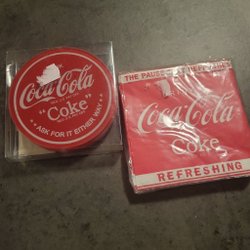 Coca-Cola
"Coke"
ASK FOR IT EITHER WAY
THE PAUSE THAT REFRESHES
Coca-Cola
Coke
REFRESHING